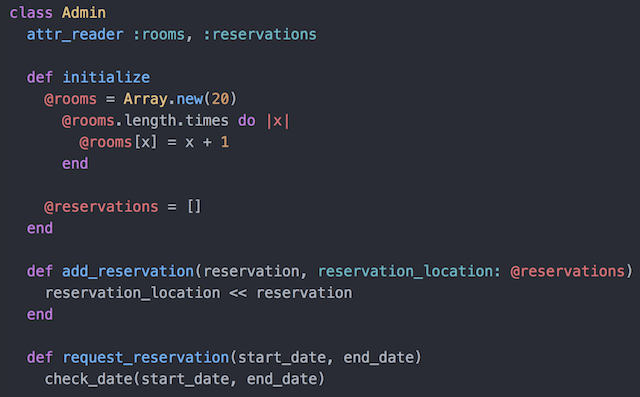 class Admin
  attr_reader :rooms, :reservations

  def initialize
    @rooms = Array.new(20)
      @rooms.length.times do |x|
        @rooms[x] = x + 1
      end

    @reservations = []
  end

  def add_reservation(reservation, reservation_location: @reservations)
    reservation_location << reservation
  end

  def request_reservation(start_date, end_date)
    check_date(start_date, end_date)